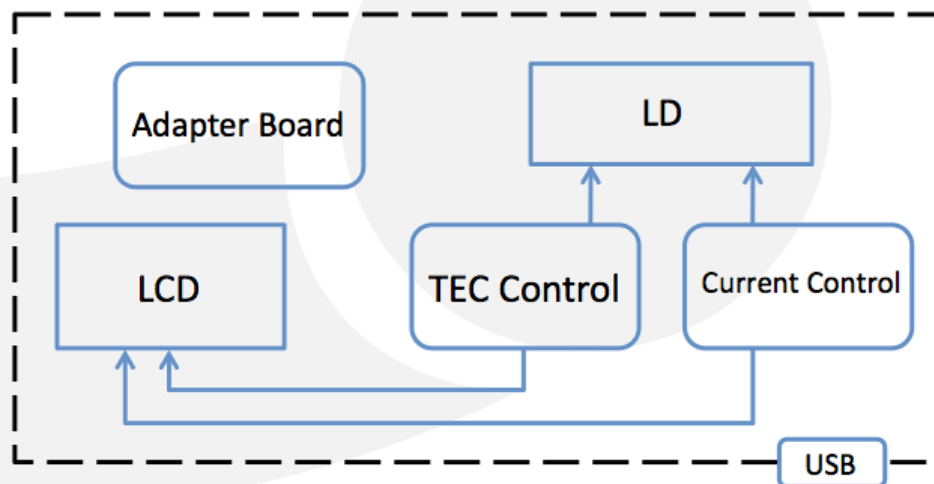 Adapter Board
LD
LCD
TEC Control
Current Control
USB